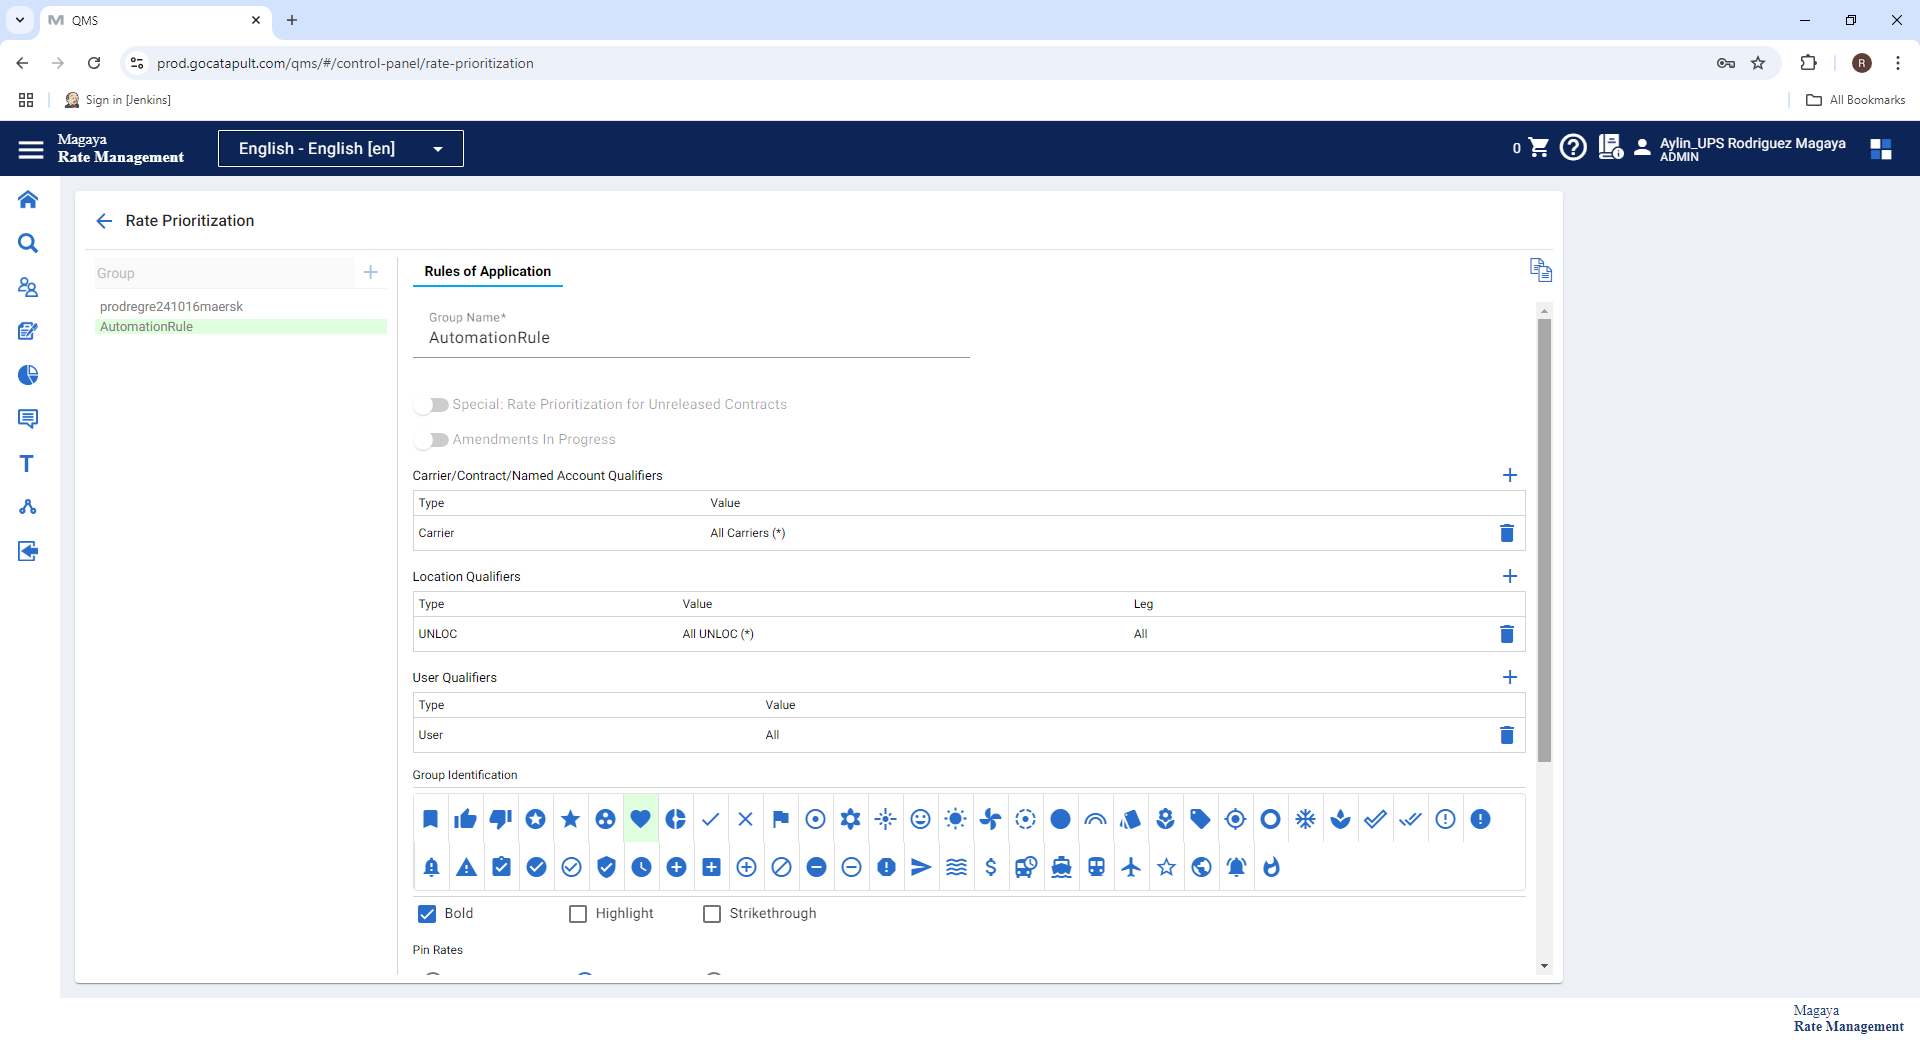 QMS
prod.gocatapult.com/qms/#/control-panel/rate-prioritization
R
Sign in [Jenkins]
All Bookmarks
Magaya
Rate Management
English - English [en]
0
Aylin_UPS Rodriguez Magaya
ADMIN
Rate Prioritization
Group
prodregre241016maersk
AutomationRule
Rules of Application
Group Name*
AutomationRule
Special: Rate Prioritization for Unreleased Contracts
Amendments In Progress
Carrier/Contract/Named Account Qualifiers
Type Value
Carrier All Carriers (*)
Location Qualifiers
Type Value Leg
UNLOC All UNLOC (*) All
User Qualifiers
Type Value
User All
Group Identification
Bold Highlight Strikethrough
Pin Rates
Magaya
Rate Management